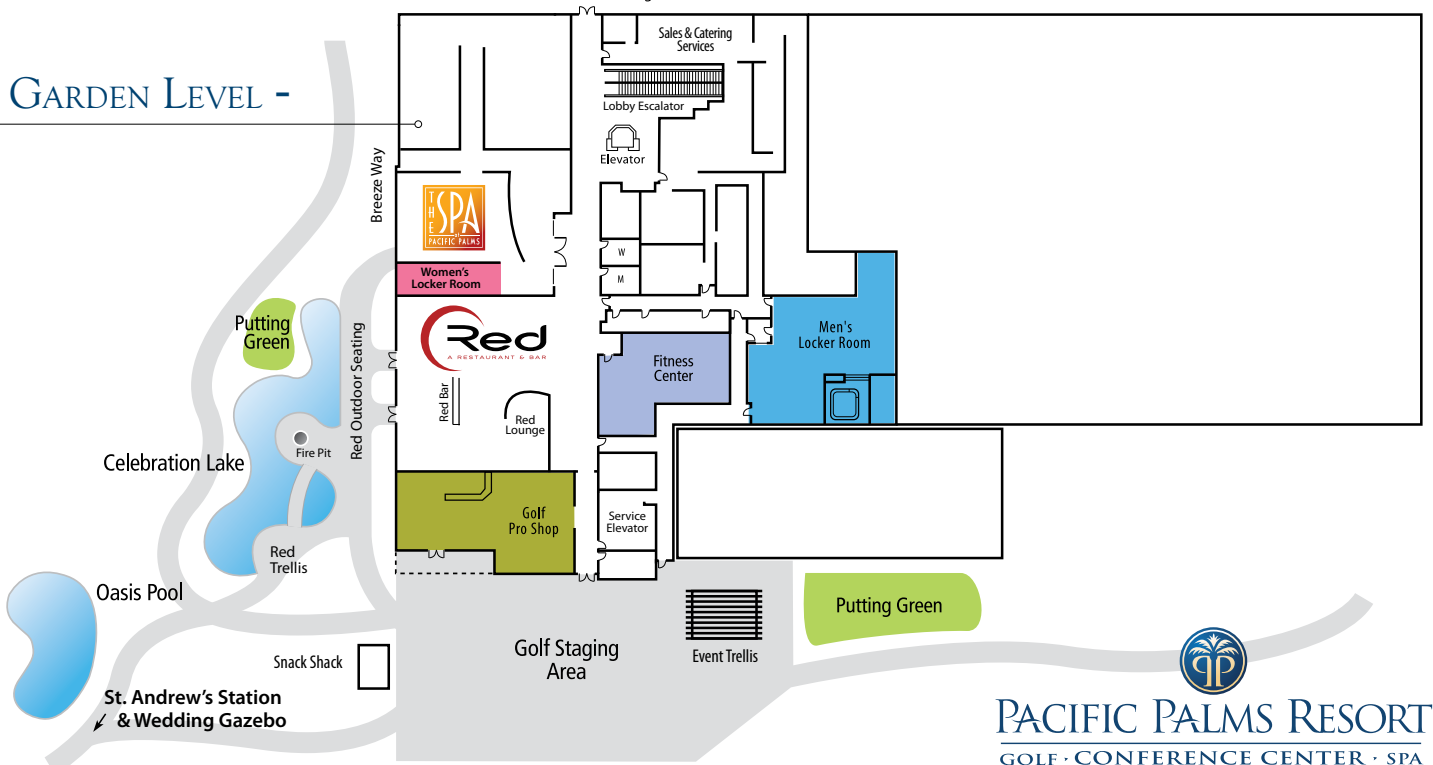 Sales & Catering
Services
GARDEN LEVEL -
Lobby Escalator
Elevator
Breeze Way
THE
SPA
at
PACIFIC PALMS
W
M
Women's
Locker Room
Putting
Green
Red Outdoor Seating
Red
A RESTAURANT & BAR
Men's
Locker Room
Fitness
Center
Red Bar
Red
Lounge
Fire Pit
Celebration Lake
Golf
Pro Shop
Service
Elevator
Red
Trellis
Oasis Pool
Putting Green
Golf Staging
Area
Event Trellis
Snack Shack
St. Andrew's Station
& Wedding Gazebo
PP
PACIFIC PALMS RESORT
GOLF · CONFERENCE CENTER · SPA